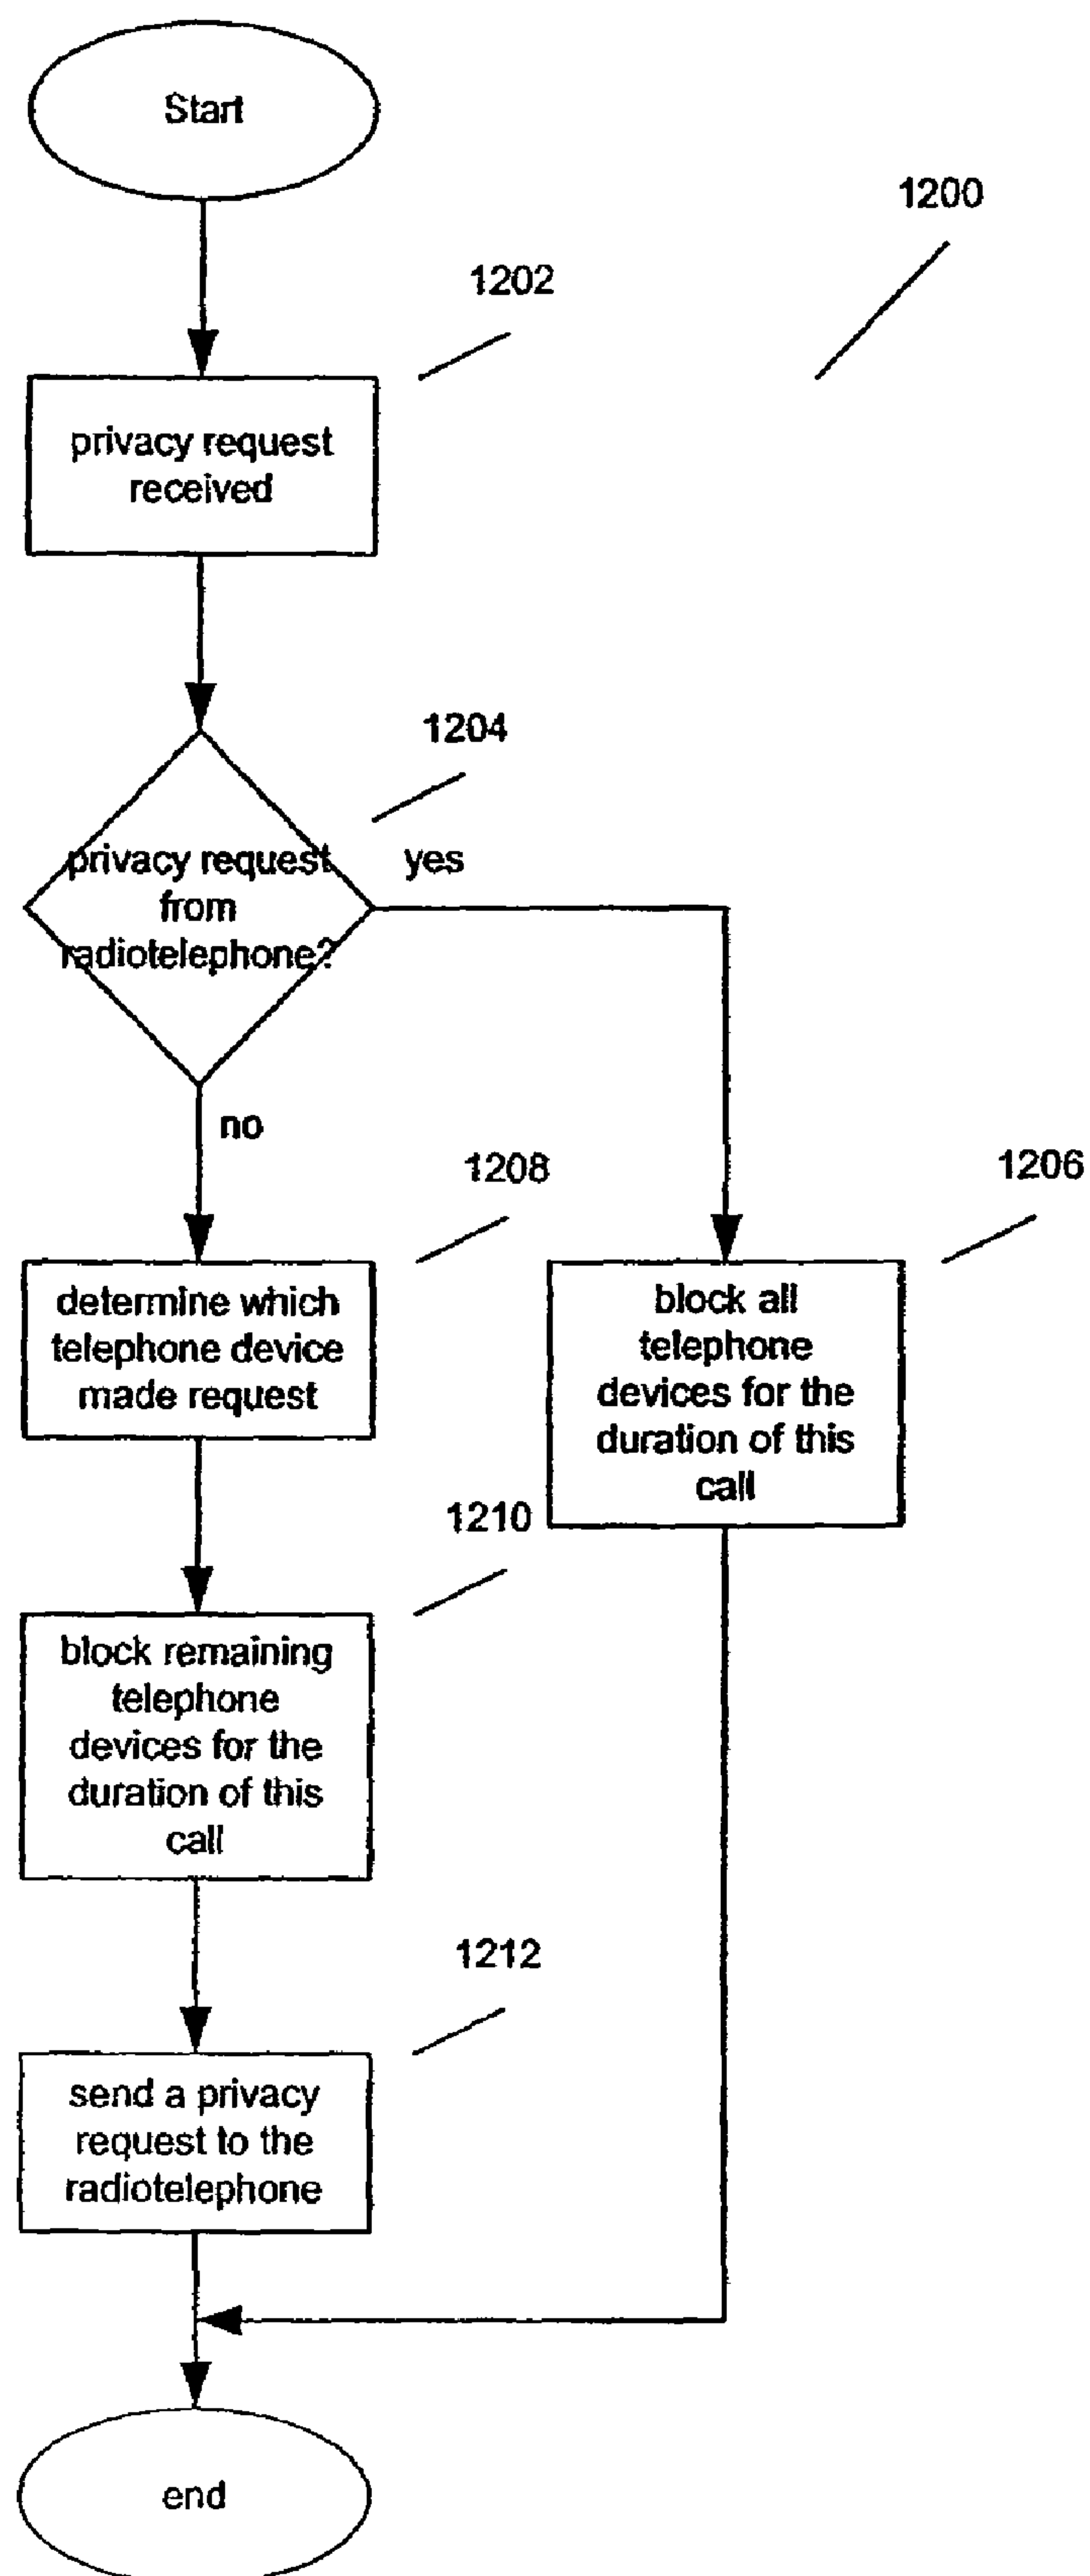 Start
1200
1202
privacy request
received
1204
privacy request
from
radiotelephone?
yes
no
1208
1206
determine which
telephone device
made request
block all
telephone
devices for the
duration of this
call
1210
block remaining
telephone
devices for the
duration of this
call
1212
send a privacy
request to the
radiotelephone
end